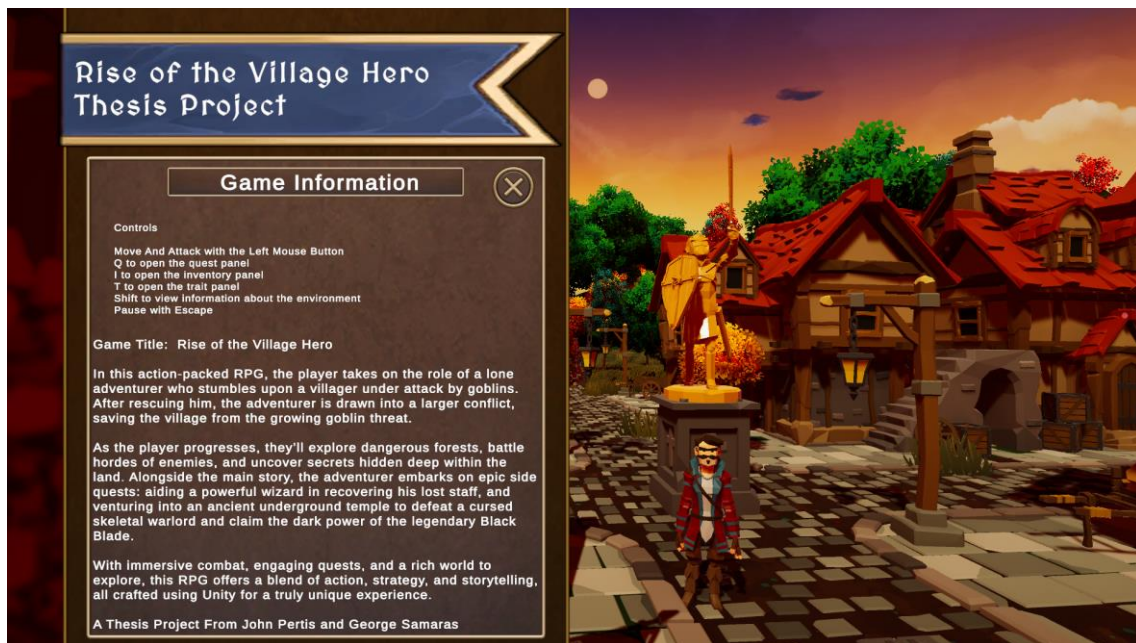 Rise of the Village Hero
Thesis Project
Game Information
Controls
Move And Attack with the Left Mouse Button
Q to open the quest panel
I to open the inventory panel
T to open the trait panel
Shift to view information about the environment
Pause with Escape
Game Title: Rise of the Village Hero
In this action-packed RPG, the player takes on the role of a lone
adventurer who stumbles upon a villager under attack by goblins.
After rescuing him, the adventurer is drawn into a larger conflict,
saving the village from the growing goblin threat.
As the player progresses, they'll explore dangerous forests, battle
hordes of enemies, and uncover secrets hidden deep within the
land. Alongside the main story, the adventurer embarks on epic side
quests: aiding a powerful wizard in recovering his lost staff, and
venturing into an ancient underground temple to defeat a cursed
skeletal warlord and claim the dark power of the legendary Black
Blade.
With immersive combat, engaging quests, and a rich world to
explore, this RPG offers a blend of action, strategy, and storytelling,
all crafted using Unity for a truly unique experience.
A Thesis Project From John Pertis and George Samaras